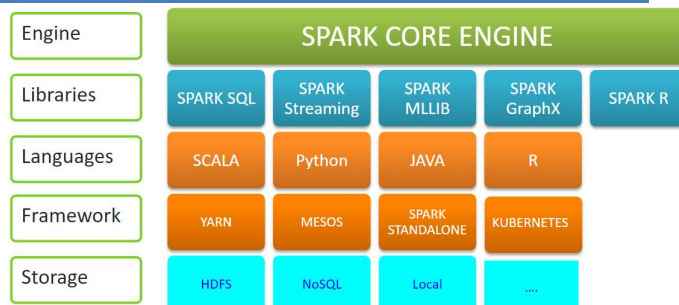 Engine
SPARK CORE ENGINE
Libraries
SPARK SQL
SPARK
Streaming
SPARK
MLLIB
SPARK
GraphX
SPARK R
Languages
SCALA
Python
JAVA
R
Framework
YARN
MESOS
SPARK
STANDALONE
KUBERNETES
Storage
HDFS
NoSQL
Local
....